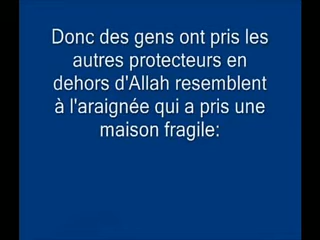 Donc des gens ont pris les
autres protecteurs en
dehors d'Allah resemblent
à l'araignée qui a pris une
maison fragile: